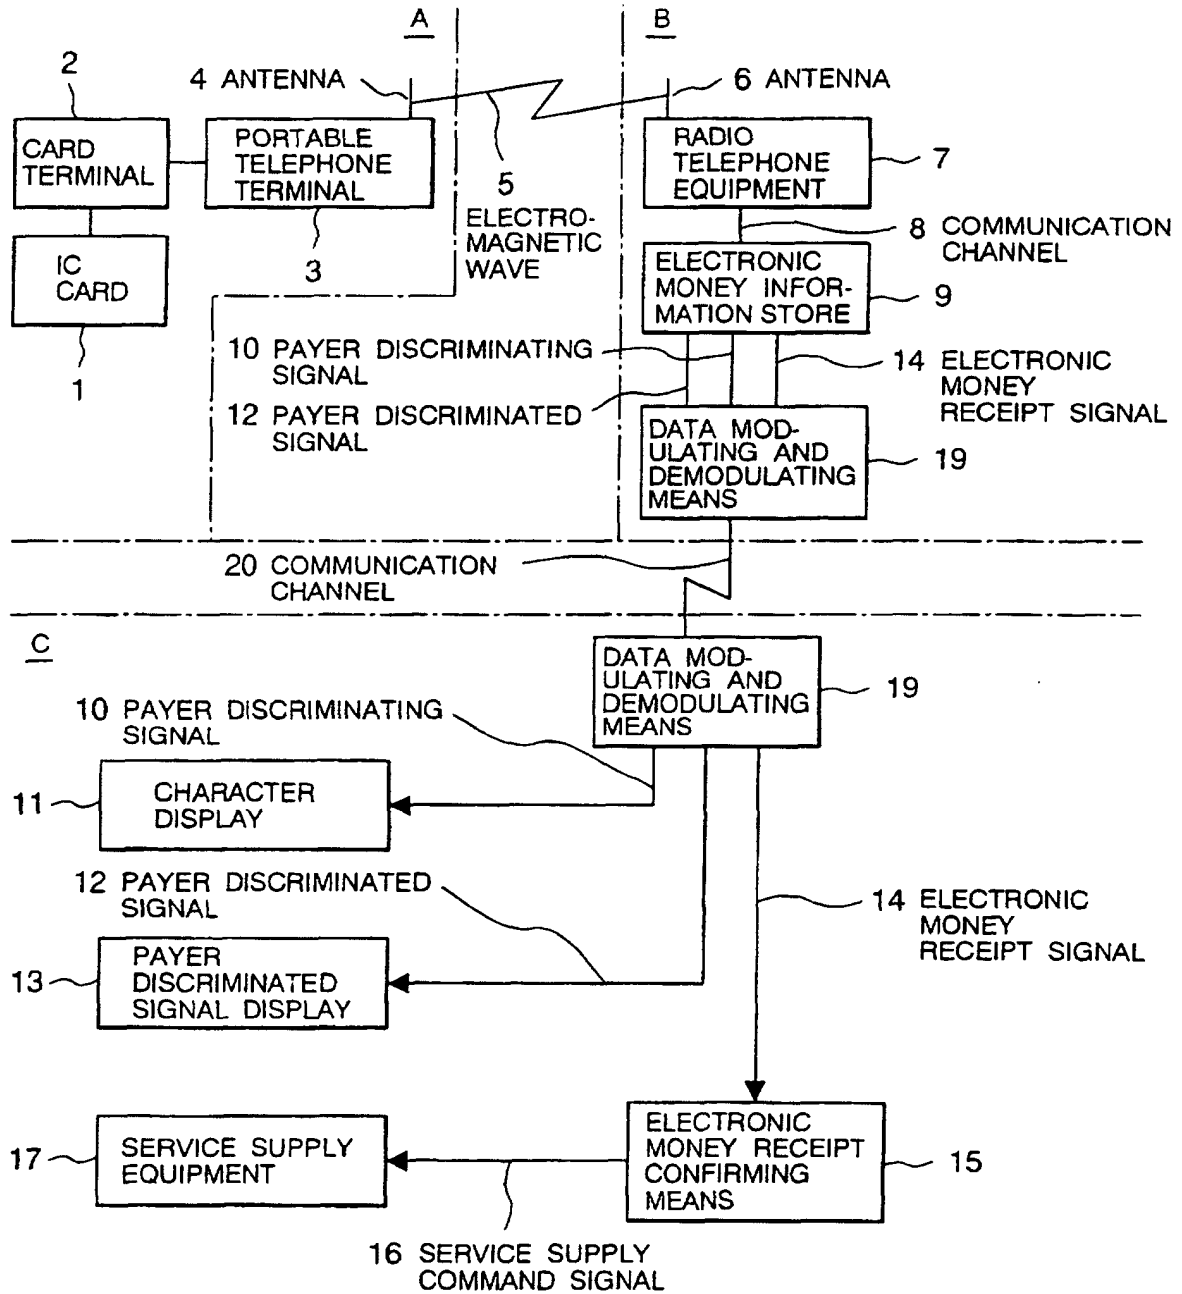 A
B
2
4 ANTENNA
6 ANTENNA
CARD
TERMINAL
PORTABLE
TELEPHONE
TERMINAL
RADIO
TELEPHONE
EQUIPMENT
7
5
ELECTRO-
MAGNETIC
WAVE
8 COMMUNICATION
CHANNEL
IC
CARD
3
ELECTRONIC
MONEY INFOR-
MATION STORE
9
1
10 PAYER DISCRIMINATING
SIGNAL
14 ELECTRONIC
MONEY
RECEIPT SIGNAL
12 PAYER DISCRIMINATED
SIGNAL
DATA MOD-
ULATING AND
DEMODULATING
MEANS
19
20 COMMUNICATION
CHANNEL
C
DATA MOD-
ULATING AND
DEMODULATING
MEANS
19
10 PAYER DISCRIMINATING
SIGNAL
11
CHARACTER
DISPLAY
12 PAYER DISCRIMINATED
SIGNAL
14 ELECTRONIC
MONEY
RECEIPT SIGNAL
13
PAYER
DISCRIMINATED
SIGNAL DISPLAY
17
SERVICE SUPPLY
EQUIPMENT
ELECTRONIC
MONEY RECEIPT
CONFIRMING
MEANS
15
16 SERVICE SUPPLY
COMMAND SIGNAL